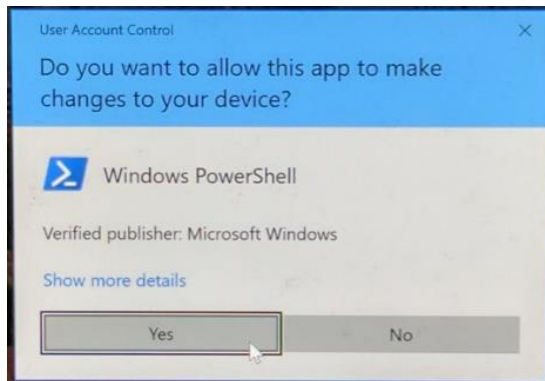 User Account Control
Do you want to allow this app to make
changes to your device?
Windows PowerShell
Verified publisher: Microsoft Windows
Show more details
Yes
No